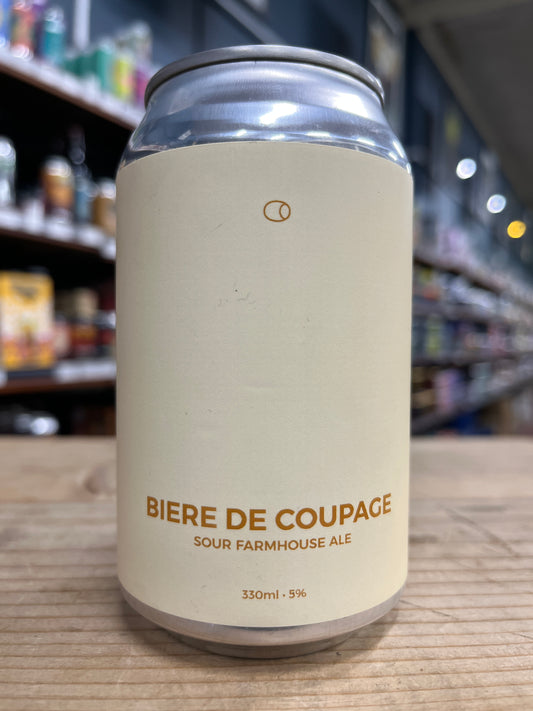 BIERE DE COUPAGE
SOUR FARMHOUSE ALE
330ml • 5%